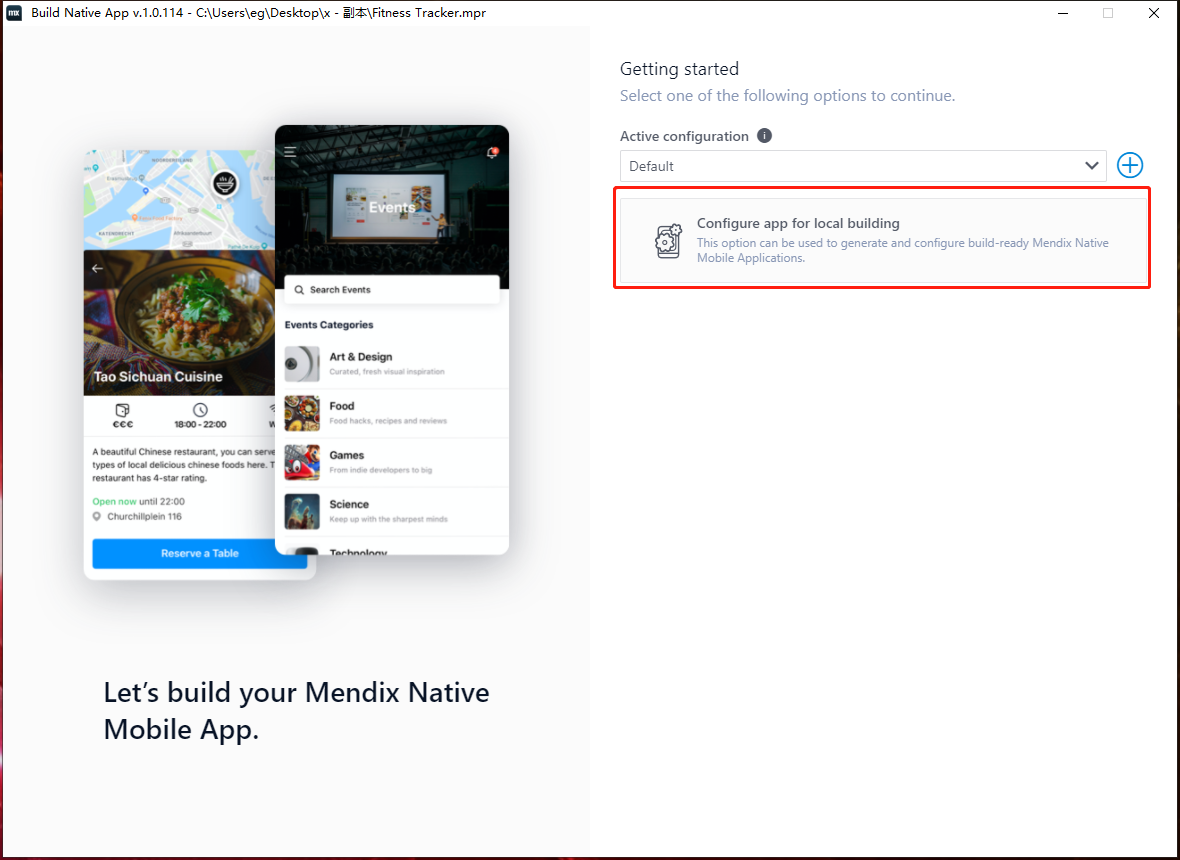 mx Build Native App v.1.0.114 - C:\Users\eg\Desktop\x - 副本\Fitness Tracker.mpr
Getting started
Select one of the following options to continue.
Active configuration
Default
Configure app for local building
This option can be used to generate and configure build-ready Mendix Native
Mobile Applications.
Tao Sichuan Cuisine
€€€
18:00 - 22:00
A beautiful Chinese restaurant, you can serve
types of local delicious chinese foods here. T
restaurant has 4-star rating.
Open now until 22:00
Churchillplein 116
Reserve a Table
Events
Search Events
Events Categories
Art & Design
Curated, fresh visual inspiration
Food
Food hacks, recipes and reviews
Games
From indie developers to big
Science
Keep up with the sharpest minds
Technology
Let’s build your Mendix Native
Mobile App.